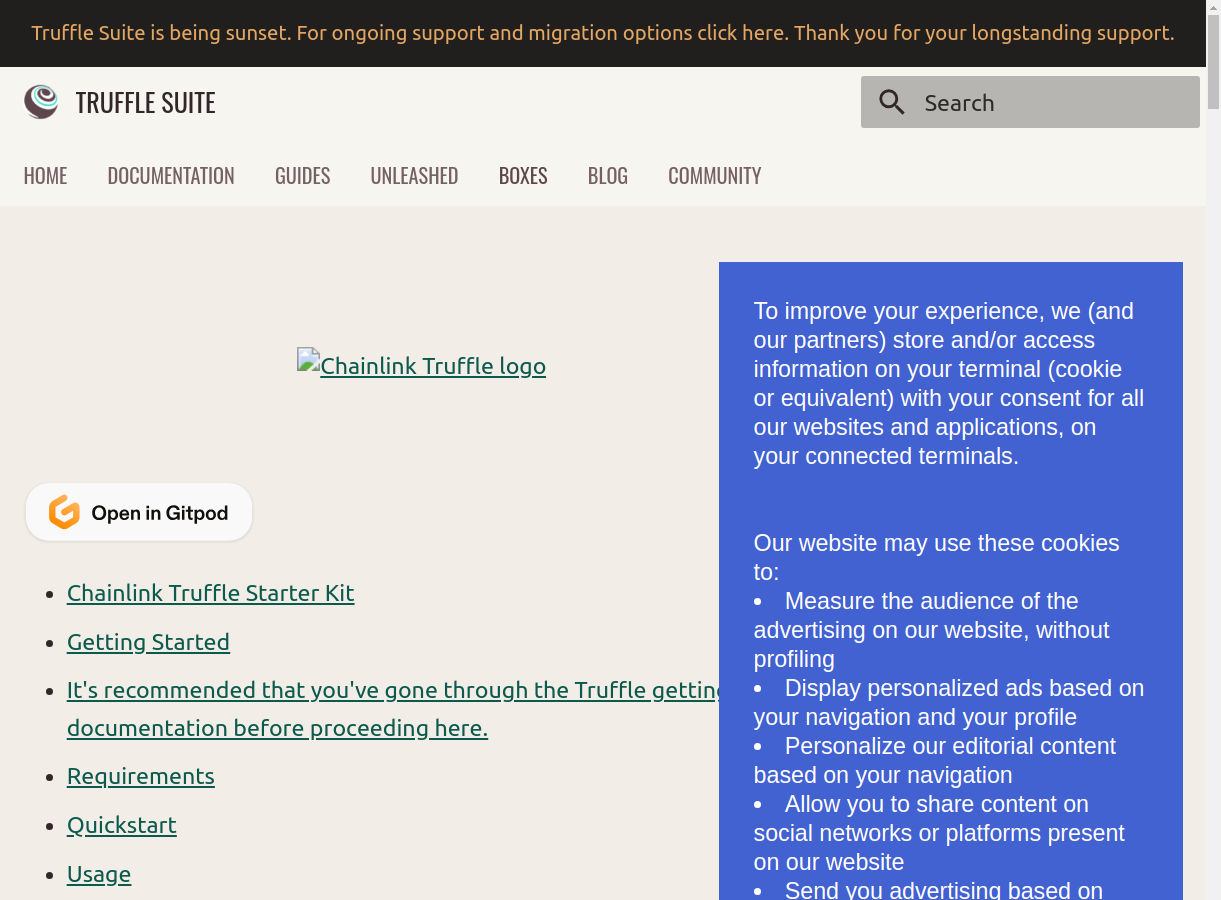 Truffle Suite is being sunset. For ongoing support and migration options click here. Thank you for your longstanding support.
TRUFFLE SUITE
Search
HOME
DOCUMENTATION
GUIDES
UNLEASHED
BOXES
BLOG
COMMUNITY
Chainlink Truffle logo
Open in Gitpod
• Chainlink Truffle Starter Kit
• Getting Started
• It's recommended that you've gone through the Truffle getting
documentation before proceeding here.
• Requirements
• Quickstart
• Usage
To improve your experience, we (and
our partners) store and/or access
information on your terminal (cookie
or equivalent) with your consent for all
our websites and applications, on
your connected terminals.
Our website may use these cookies
to:
• Measure the audience of the
advertising on our website, without
profiling
• Display personalized ads based on
your navigation and your profile
• Personalize our editorial content
based on your navigation
• Allow you to share content on
social networks or platforms present
on our website
• Send you advertising based on